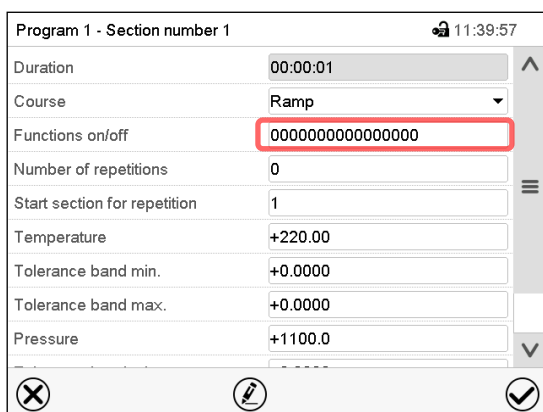 Program 1 - Section number 1 11:39:57
Duration 00:00:01
Course Ramp
Functions on/off 0000000000000000
Number of repetitions 0
Start section for repetition 1
Temperature +220.00
Tolerance band min. +0.0000
Tolerance band max. +0.0000
Pressure +1100.0